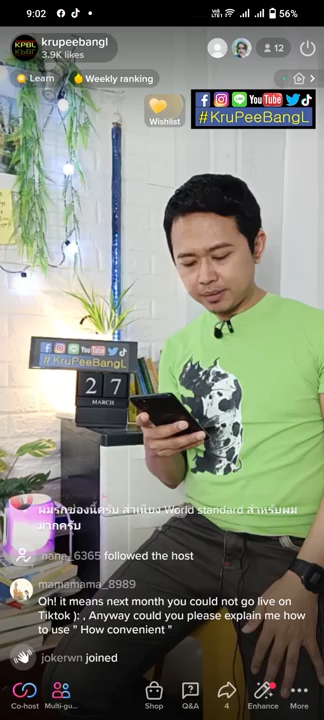 9:02
56%
krupeebangl
3.9K likes
12
Learn
Weekly ranking
Wishlist
YouTube
#KruPeeBangL
YouTube
#KruPeeBangL
27
MARCH
ผมรักช่องนี้ครับ สำเนียง World standard สำหรับผม
มากครับ
nana_6365 followed the host
mamamama_8989
Oh! it means next month you could not go live on
Tiktok ): , Anyway could you please explain me how
to use " How convenient "
jokerwn joined
Co-host
Multi-gu...
Shop
Q&A
4
Enhance
More